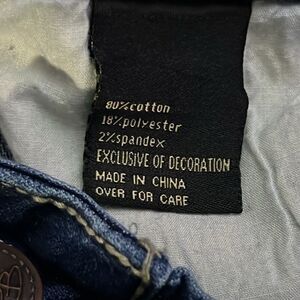 80%cotton
18%polyester
2%spandex
EXCLUSIVE OF DECORATION
MADE IN CHINA
OVER FOR CARE